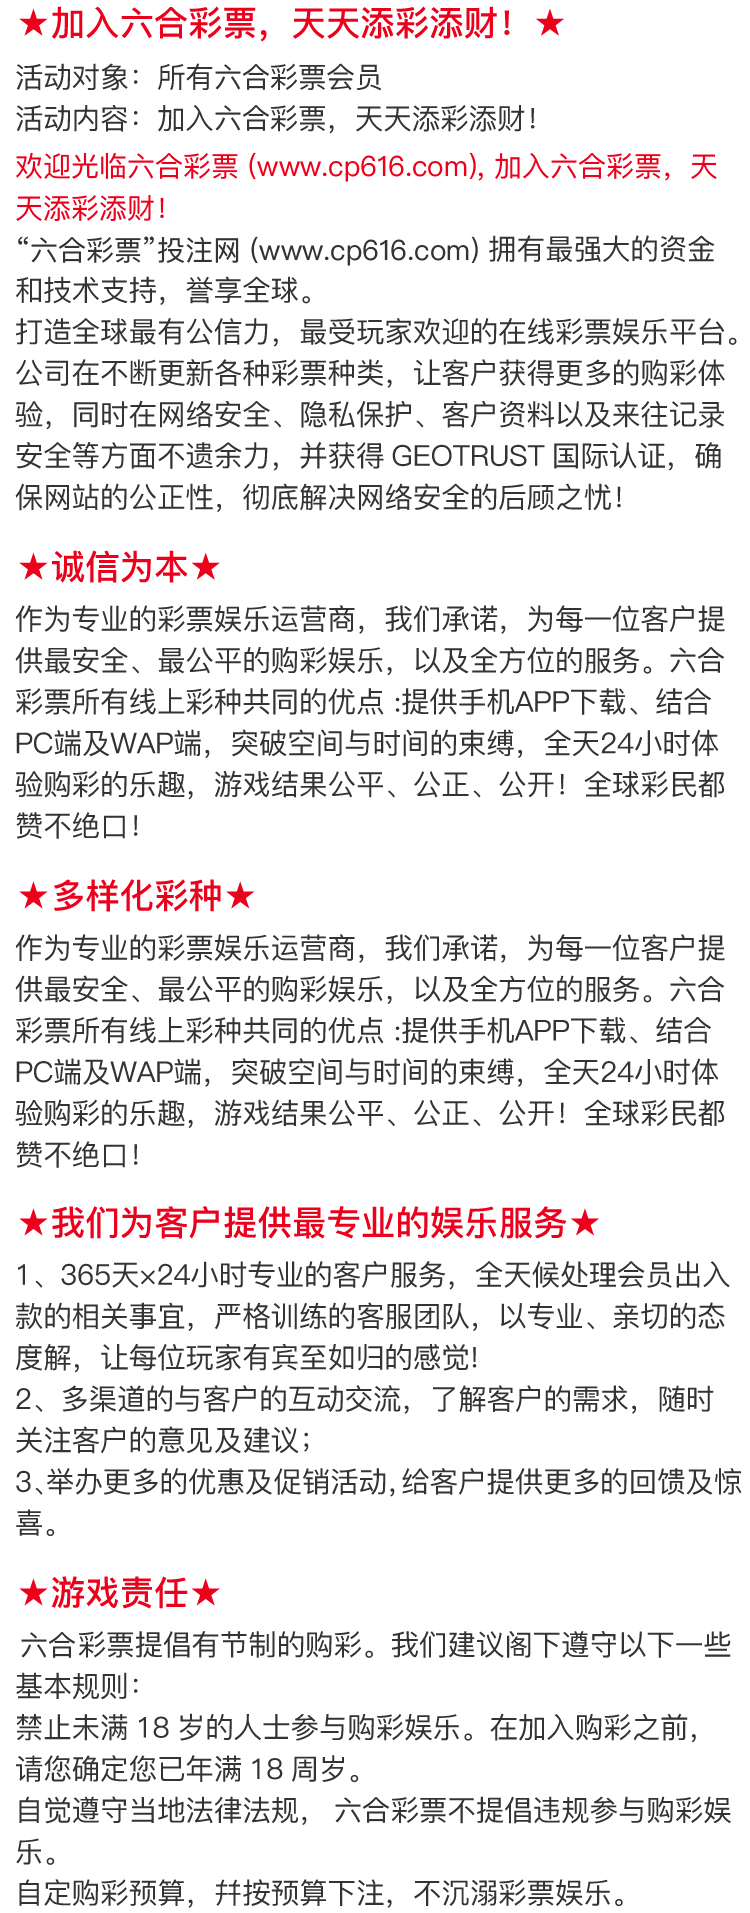 ★加入六合彩票，天天添彩添财！★
活动对象：所有六合彩票会员
活动内容：加入六合彩票，天天添彩添财！
欢迎光临六合彩票 (www.cp616.com), 加入六合彩票，天
天添彩添财！
“六合彩票”投注网 (www.cp616.com) 拥有最强大的资金
和技术支持，誉享全球。
打造全球最有公信力，最受玩家欢迎的在线彩票娱乐平台。
公司在不断更新各种彩票种类，让客户获得更多的购彩体
验，同时在网络安全、隐私保护、客户资料以及来往记录
安全等方面不遗余力，并获得 GEOTRUST 国际认证，确
保网站的公正性，彻底解决网络安全的后顾之忧！
★诚信为本★
作为专业的彩票娱乐运营商，我们承诺，为每一位客户提
供最安全、最公平的购彩娱乐，以及全方位的服务。六合
彩票所有线上彩种共同的优点 :提供手机APP下载、结合
PC端及WAP端，突破空间与时间的束缚，全天24小时体
验购彩的乐趣，游戏结果公平、公正、公开！全球彩民都
赞不绝口！
★多样化彩种★
作为专业的彩票娱乐运营商，我们承诺，为每一位客户提
供最安全、最公平的购彩娱乐，以及全方位的服务。六合
彩票所有线上彩种共同的优点 :提供手机APP下载、结合
PC端及WAP端，突破空间与时间的束缚，全天24小时体
验购彩的乐趣，游戏结果公平、公正、公开！全球彩民都
赞不绝口！
★我们为客户提供最专业的娱乐服务★
1、365天×24小时专业的客户服务，全天候处理会员出入
款的相关事宜，严格训练的客服团队，以专业、亲切的态
度解，让每位玩家有宾至如归的感觉!
2、多渠道的与客户的互动交流，了解客户的需求，随时
关注客户的意见及建议；
3、举办更多的优惠及促销活动，给客户提供更多的回馈及惊
喜。
★游戏责任★
六合彩票提倡有节制的购彩。我们建议阁下遵守以下一些
基本规则：
禁止未满 18 岁的人士参与购彩娱乐。在加入购彩之前，
请您确定您已年满 18 周岁。
自觉遵守当地法律法规， 六合彩票不提倡违规参与购彩娱
乐。
自定购彩预算，幷按预算下注，不沉溺彩票娱乐。